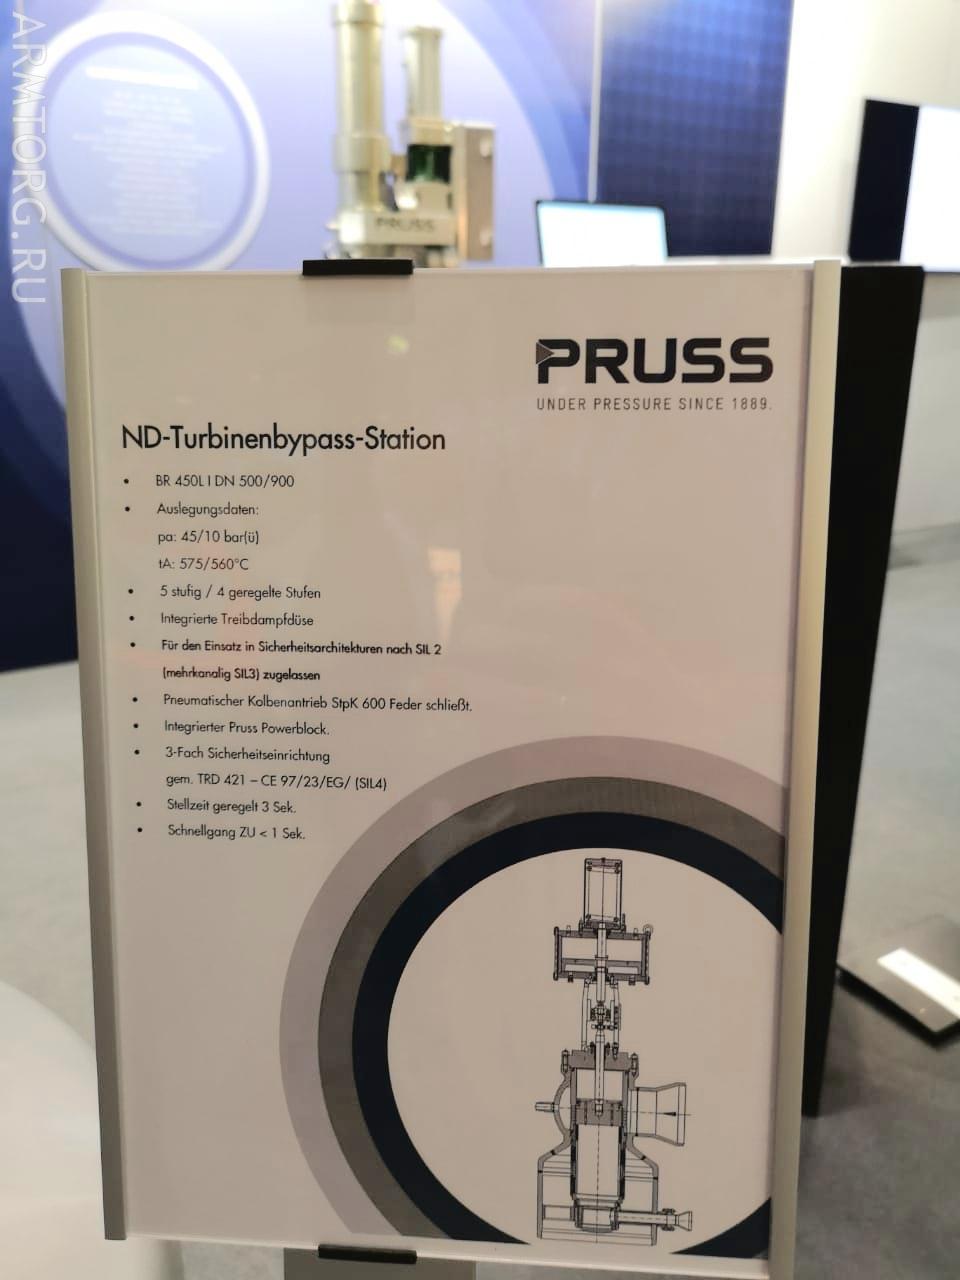 ARMTORG.RU
PRUSS
PRUSS
UNDER PRESSURE SINCE 1889.
ND-Turbinenbypass-Station
• BR 450L I DN 500/900
• Auslegungsdaten:
pa: 45/10 bar(ü)
tA: 575/560°C
• 5 stufig / 4 geregelte Stufen
• Integrierte Treibdampfdüse
• Für den Einsatz in Sicherheitsarchitekturen nach SIL 2
(mehrkanalig SIL3) zugelassen
• Pneumatischer Kolbenantrieb StpK 600 Feder schließt.
• Integrierter Pruss Powerblock.
• 3-Fach Sicherheitseinrichtung
gem. TRD 421 – CE 97/23/EG/ (SIL4)
• Stellzeit geregelt 3 Sek.
• Schnellgang ZU < 1 Sek.